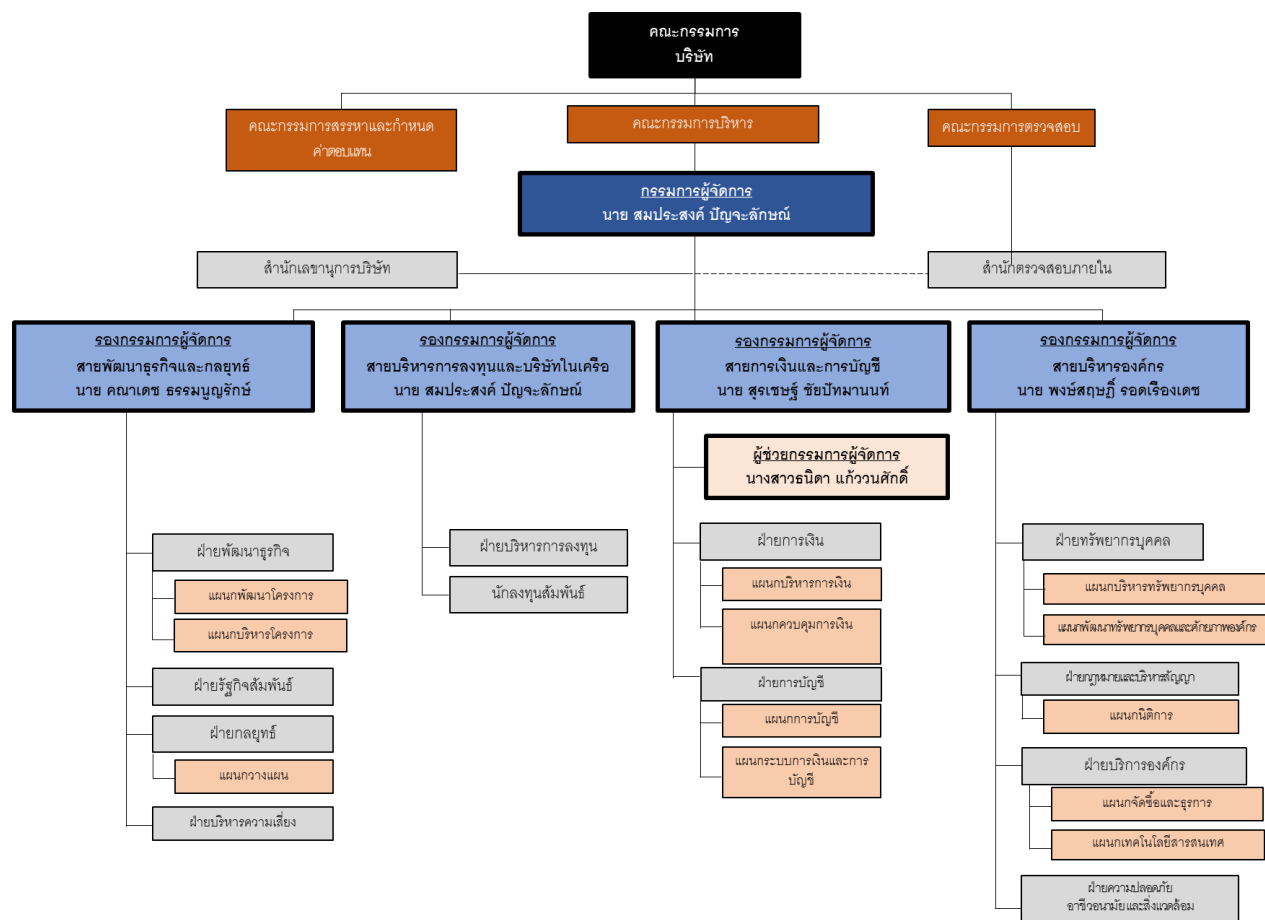 คณะกรรมการ
บริษัท
คณะกรรมการสรรหาและกำหนด
ค่าตอบแทน
คณะกรรมการบริหาร
คณะกรรมการตรวจสอบ
กรรมการผู้จัดการ
นาย สมประสงค์ ปัญจะลักษณ์
สำนักเลขานุการบริษัท
สำนักตรวจสอบภายใน
รองกรรมการผู้จัดการ
สายพัฒนาธุรกิจและกลยุทธ์
นาย คณาเดช ธรรมนูญรักษ์
รองกรรมการผู้จัดการ
สายบริหารการลงทุนและบริษัทในเครือ
นาย สมประสงค์ ปัญจะลักษณ์
รองกรรมการผู้จัดการ
สายการเงินและการบัญชี
นาย สุรเชษฐ์ ชัยปัทมานนท์
รองกรรมการผู้จัดการ
สายบริหารองค์กร
นาย พงษ์สฤษฎิ์ รอดเรืองเดช
ผู้ช่วยกรรมการผู้จัดการ
นางสาวธนิดา แก้ววนศักดิ์
ฝ่ายพัฒนาธุรกิจ
แผนกพัฒนาโครงการ
แผนกบริหารโครงการ
ฝ่ายรัฐกิจสัมพันธ์
ฝ่ายกลยุทธ์
แผนกวางแผน
ฝ่ายบริหารความเสี่ยง
ฝ่ายบริหารการลงทุน
นักลงทุนสัมพันธ์
ฝ่ายการเงิน
แผนกบริหารการเงิน
แผนกควบคุมการเงิน
ฝ่ายการบัญชี
แผนกการบัญชี
แผนกระบบการเงินและการ
บัญชี
ฝ่ายทรัพยากรบุคคล
แผนกบริหารทรัพยากรบุคคล
แผนกพัฒนาทรัพยากรบุคคลและศักยภาพองค์กร
ฝ่ายกฎหมายและบริหารสัญญา
แผนกนิติการ
ฝ่ายบริการองค์กร
แผนกจัดซื้อและธุรการ
แผนกเทคโนโลยีสารสนเทศ
ฝ่ายความปลอดภัย
อาชีวอนามัยและสิ่งแวดล้อม